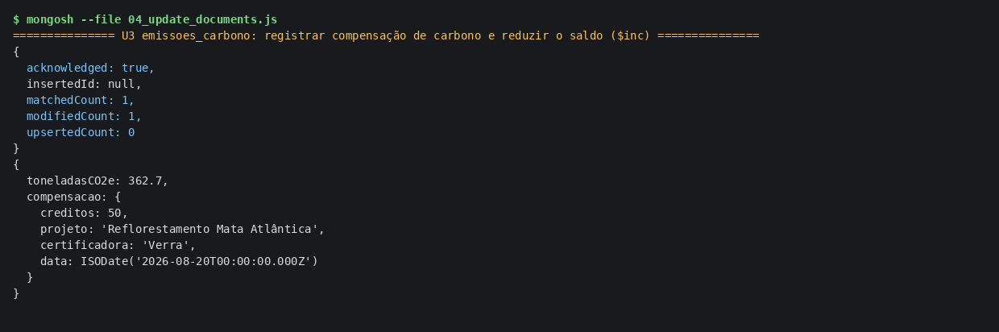 $ mongosh --file 04_update_documents.js
=============== U3 emissoes_carbono: registrar compensação de carbono e reduzir o saldo ($inc) ===============
{
  acknowledged: true,
  insertedId: null,
  matchedCount: 1,
  modifiedCount: 1,
  upsertedCount: 0
}
{
  toneladasCO2e: 362.7,
  compensacao: {
    creditos: 50,
    projeto: 'Reflorestamento Mata Atlântica',
    certificadora: 'Verra',
    data: ISODate('2026-08-20T00:00:00.000Z')
  }
}